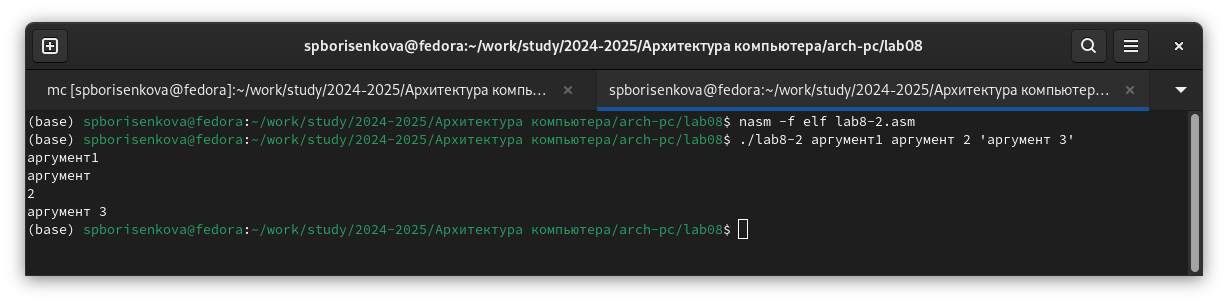 spborisenkova@fedora:~/work/study/2024-2025/Архитектура компьютера/arch-pc/lab08
mc [spborisenkova@fedora]:~/work/study/2024-2025/Архитектура компь...
spborisenkova@fedora:~/work/study/2024-2025/Архитектура компьютер...
(base) spborisenkova@fedora:~/work/study/2024-2025/Архитектура компьютера/arch-pc/lab08$ nasm -f elf lab8-2.asm
(base) spborisenkova@fedora:~/work/study/2024-2025/Архитектура компьютера/arch-pc/lab08$ ./lab8-2 аргумент1 аргумент 2 'аргумент 3'
аргумент1
аргумент
2
аргумент 3
(base) spborisenkova@fedora:~/work/study/2024-2025/Архитектура компьютера/arch-pc/lab08$